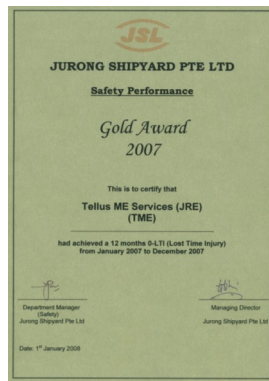 JSL
JURONG SHIPYARD PTE LTD
Safety Performance
Gold Award
2007
This is to certify that
Tellus ME Services (JRE)
(TME)
had achieved a 12 months 0-LTI (Lost Time Injury)
from January 2007 to December 2007
Department Manager
(Safety)
Jurong Shipyard Pte Ltd
Managing Director
Jurong Shipyard Pte Ltd
Date: 1st January 2008